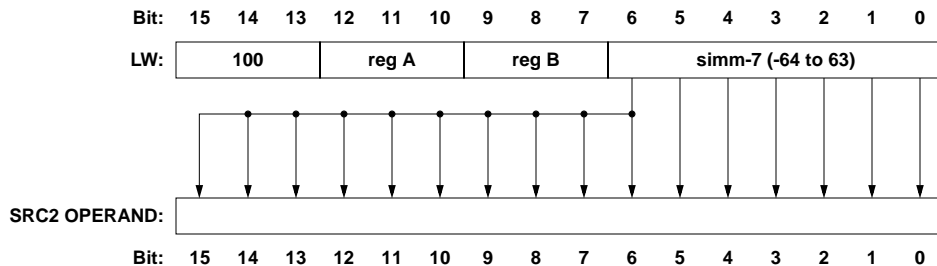 Bit: 15 14 13 12 11 10 9 8 7 6 5 4 3 2 1 0
LW: 100 reg A reg B simm-7 (-64 to 63)
SRC2 OPERAND:
Bit: 15 14 13 12 11 10 9 8 7 6 5 4 3 2 1 0